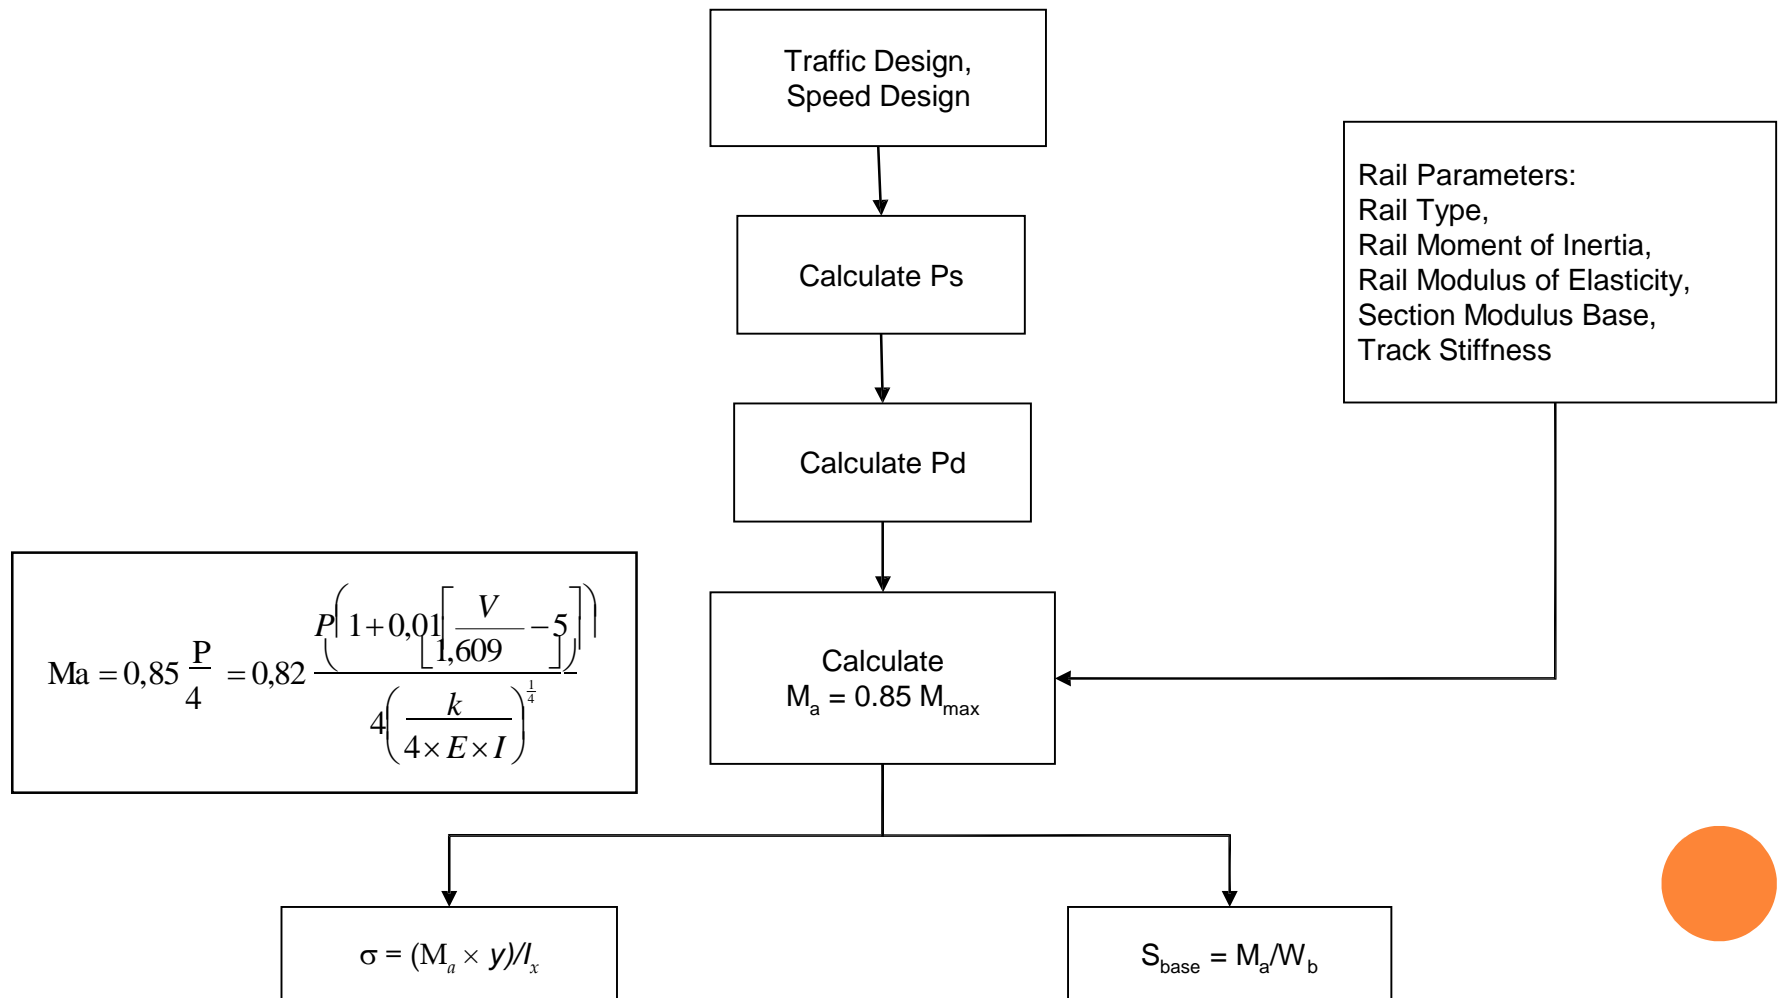 Traffic Design,
Speed Design
Rail Parameters:
Rail Type,
Rail Moment of Inertia,
Rail Modulus of Elasticity,
Section Modulus Base,
Track Stiffness
Calculate Ps
Calculate Pd
Ma = 0,85 P/4 = 0,82 P(1+0,01[V/1,609 −5]) / 4(k/(4×E×I))^¼
Calculate
Mₐ = 0.85 Mₘₐₓ
σ = (Mₐ × y)/Iₓ
S_base = Mₐ/W_b